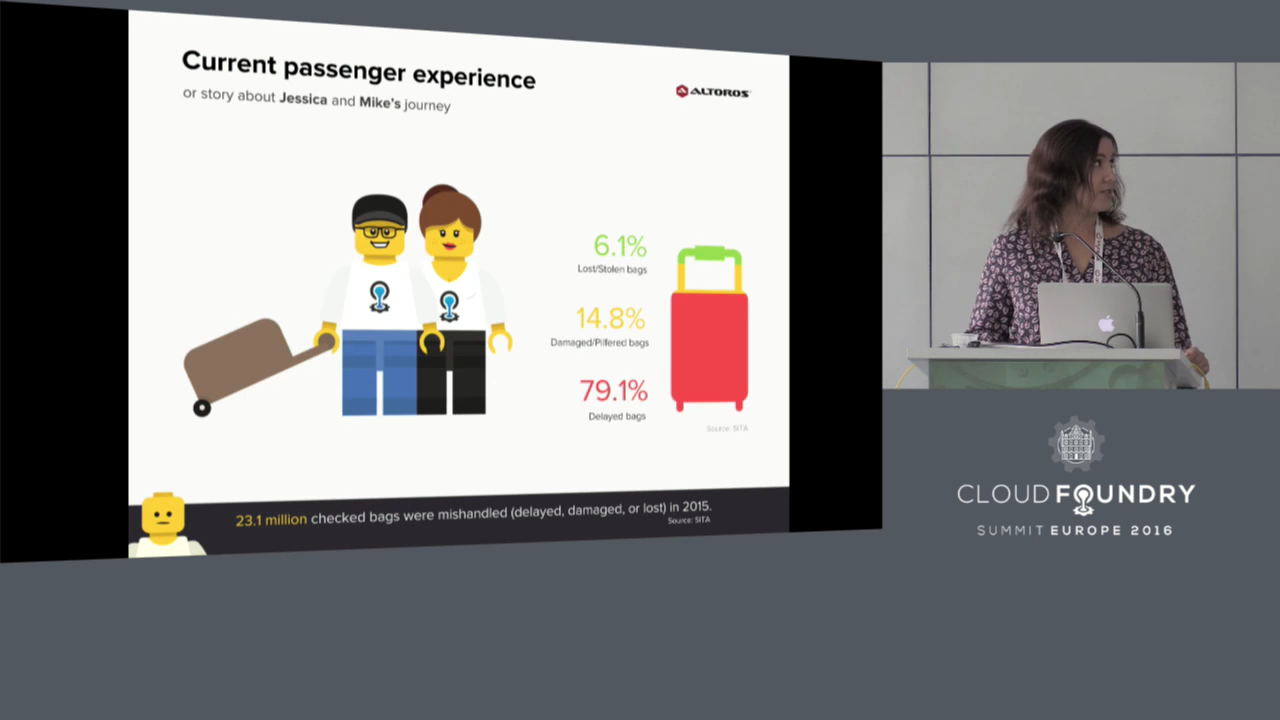 Current passenger experience
or story about Jessica and Mike's journey
ALTOROS
6.1%
Lost/Stolen bags
14.8%
Damaged/Pilfered bags
79.1%
Delayed bags
Source: SITA
23.1 million checked bags were mishandled (delayed, damaged, or lost) in 2015.
Source: SITA
CLOUD FOUNDRY
SUMMIT EUROPE 2016